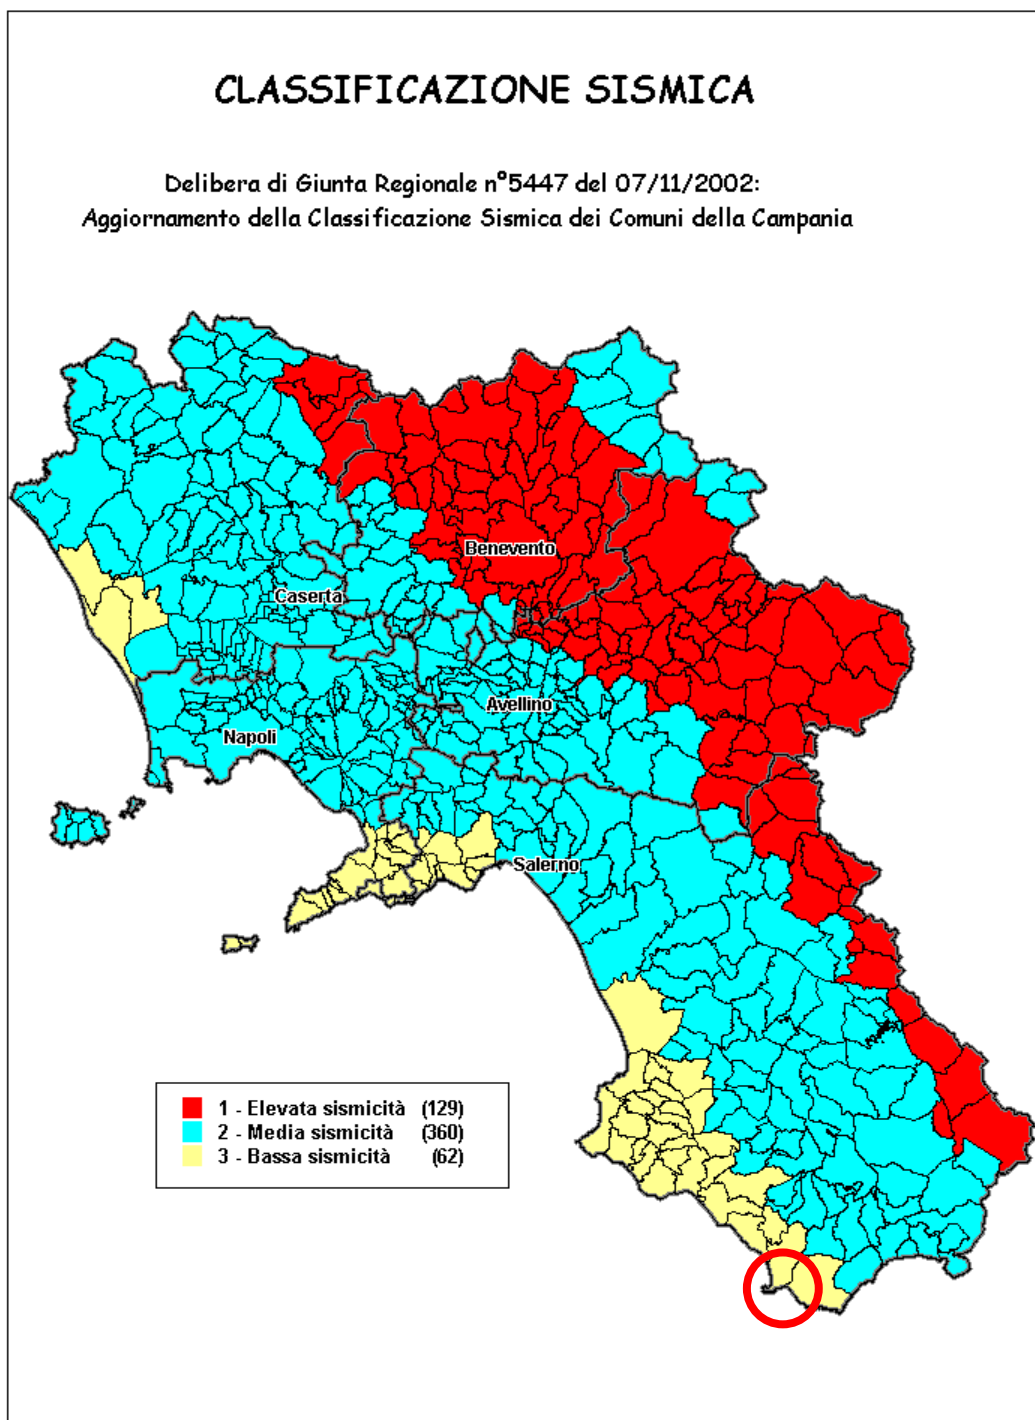 CLASSIFICAZIONE SISMICA
Delibera di Giunta Regionale n°5447 del 07/11/2002:
Aggiornamento della Classificazione Sismica dei Comuni della Campania
Benevento
Caserta
Avellino
Napoli
Salerno
1 - Elevata sismicità (129)
2 - Media sismicità (360)
3 - Bassa sismicità (62)